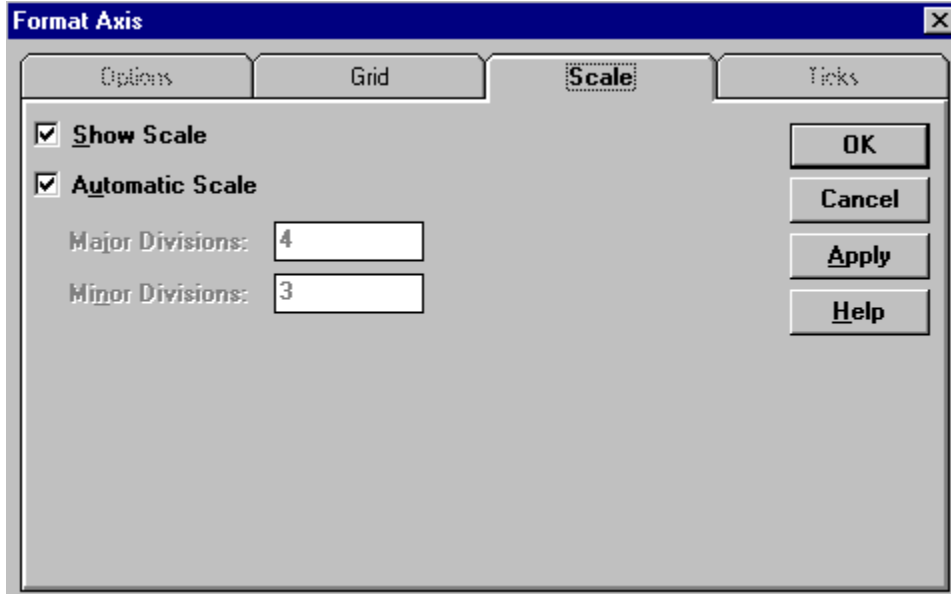 Format Axis
Options Grid Scale Ticks
Show Scale
OK
Automatic Scale
Cancel
Major Divisions: 4
Apply
Minor Divisions: 3
Help